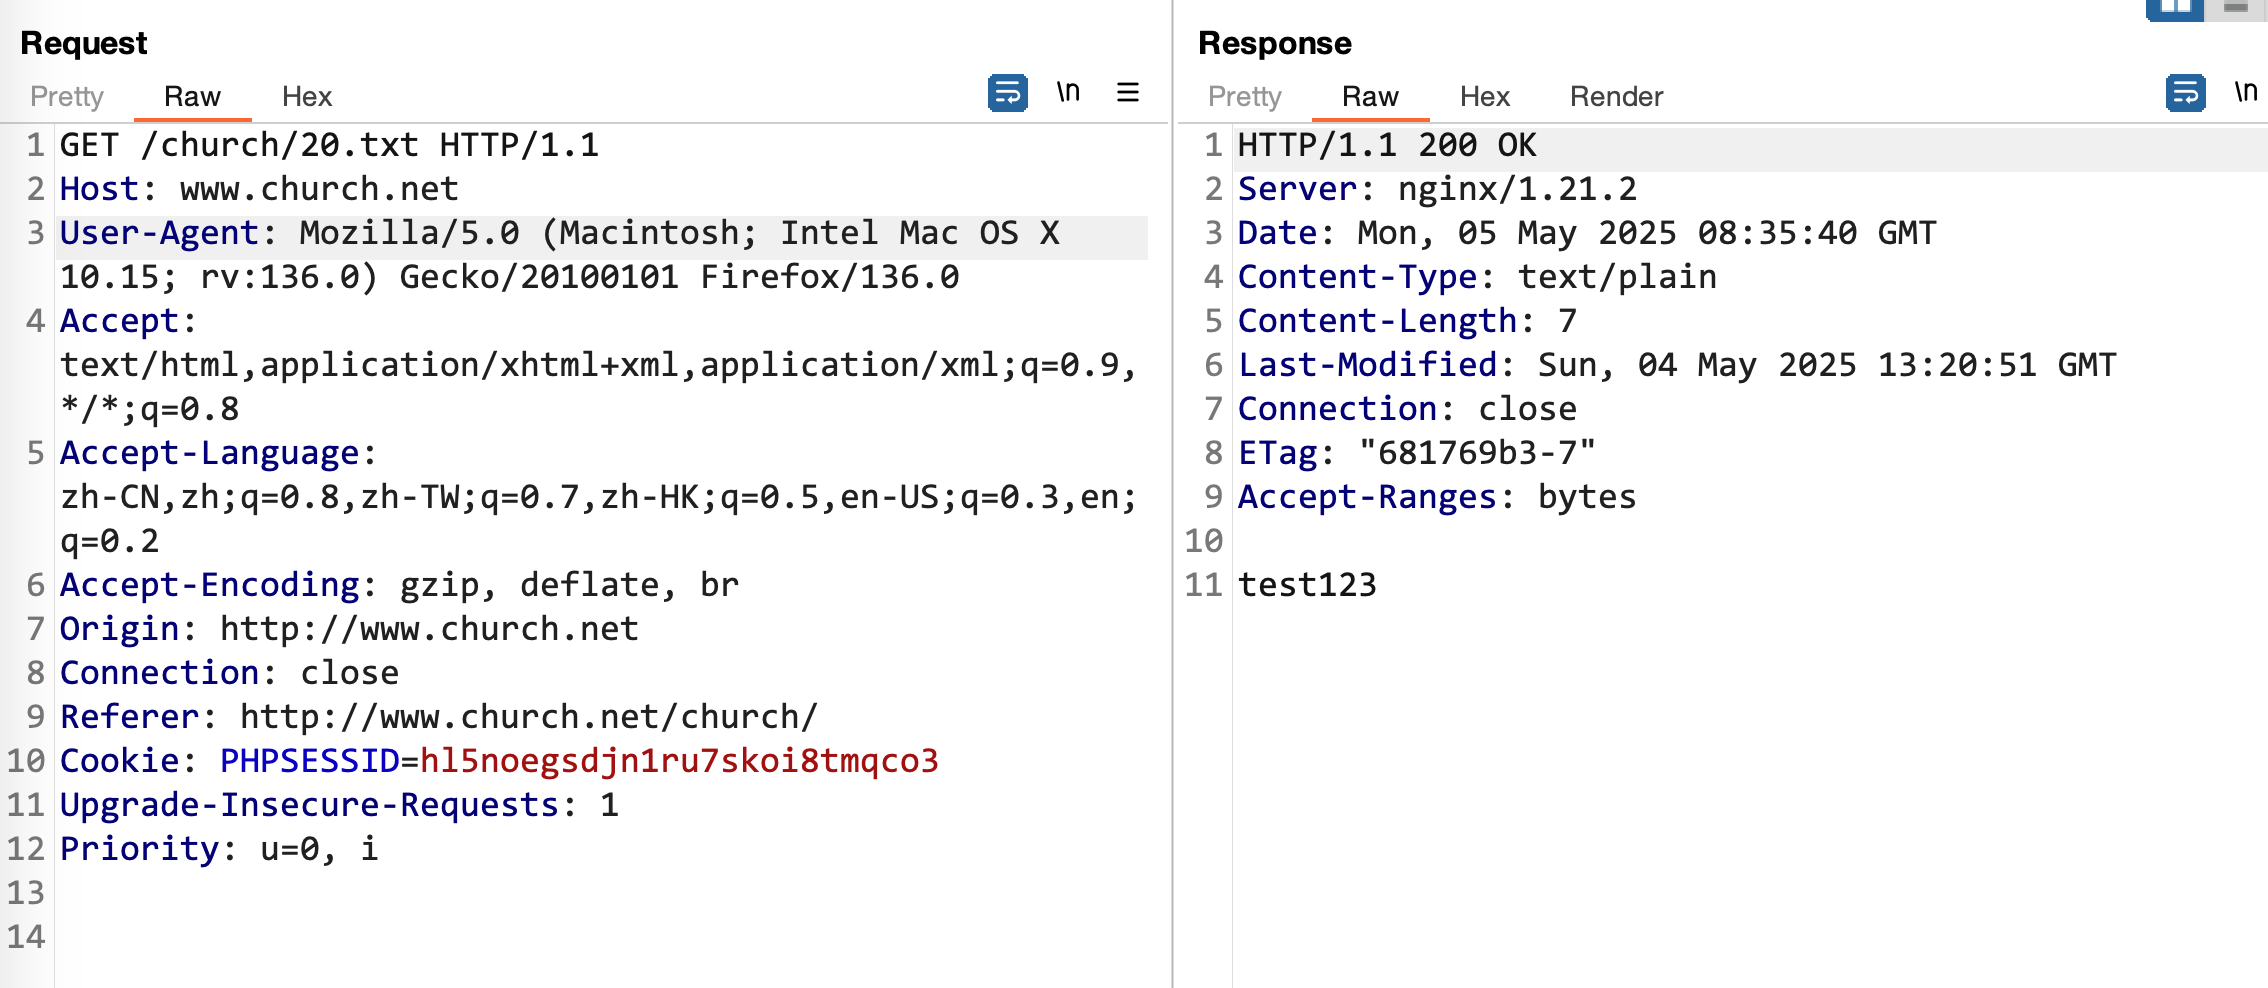 Request
Pretty Raw Hex \n
1 GET /church/20.txt HTTP/1.1
2 Host: www.church.net
3 User-Agent: Mozilla/5.0 (Macintosh; Intel Mac OS X
10.15; rv:136.0) Gecko/20100101 Firefox/136.0
4 Accept:
text/html,application/xhtml+xml,application/xml;q=0.9,
*/*;q=0.8
5 Accept-Language:
zh-CN,zh;q=0.8,zh-TW;q=0.7,zh-HK;q=0.5,en-US;q=0.3,en;
q=0.2
6 Accept-Encoding: gzip, deflate, br
7 Origin: http://www.church.net
8 Connection: close
9 Referer: http://www.church.net/church/
10 Cookie: PHPSESSID=hl5noegsdjn1ru7skoi8tmqco3
11 Upgrade-Insecure-Requests: 1
12 Priority: u=0, i
13
14
Response
Pretty Raw Hex Render \n
1 HTTP/1.1 200 OK
2 Server: nginx/1.21.2
3 Date: Mon, 05 May 2025 08:35:40 GMT
4 Content-Type: text/plain
5 Content-Length: 7
6 Last-Modified: Sun, 04 May 2025 13:20:51 GMT
7 Connection: close
8 ETag: "681769b3-7"
9 Accept-Ranges: bytes
10
11 test123